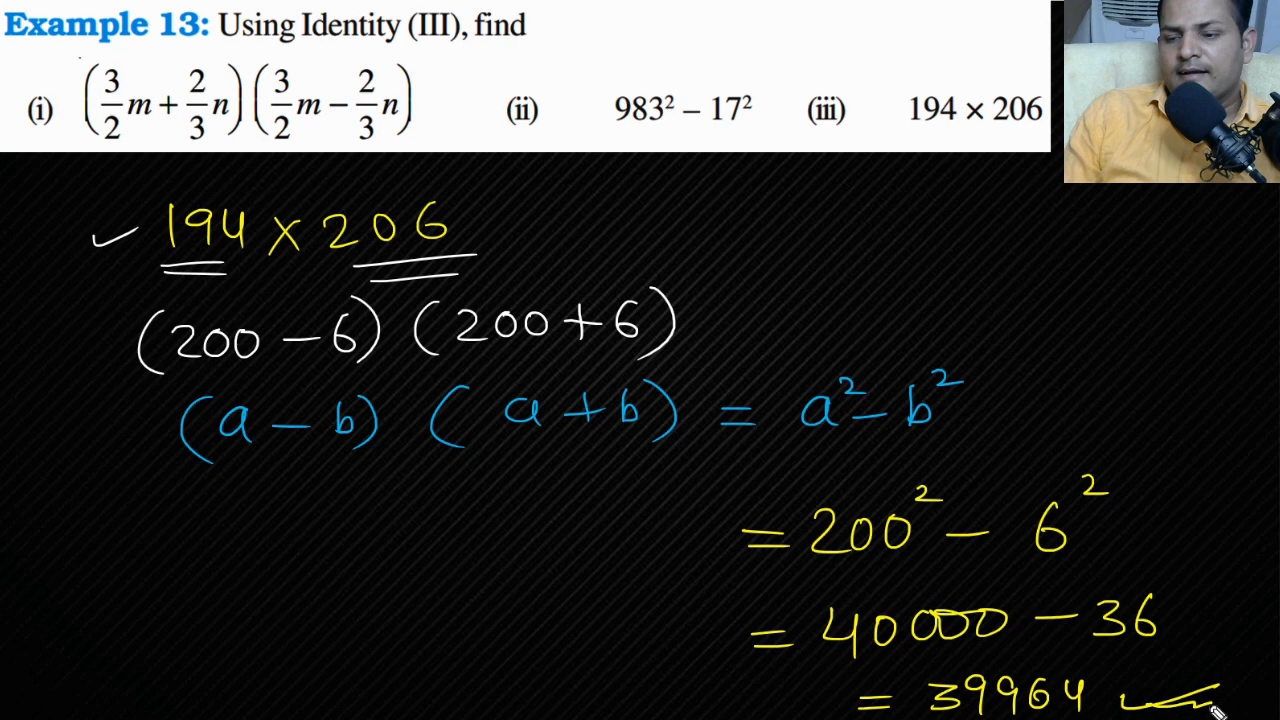 Example 13: Using Identity (III), find
(i) (3/2 m + 2/3 n) (3/2 m − 2/3 n) (ii) 983² – 17² (iii) 194 × 206
194 × 206
(200 − 6) (200 + 6)
(a − b) (a + b) = a² − b²
= 200² − 6²
= 40000 − 36
= 39964